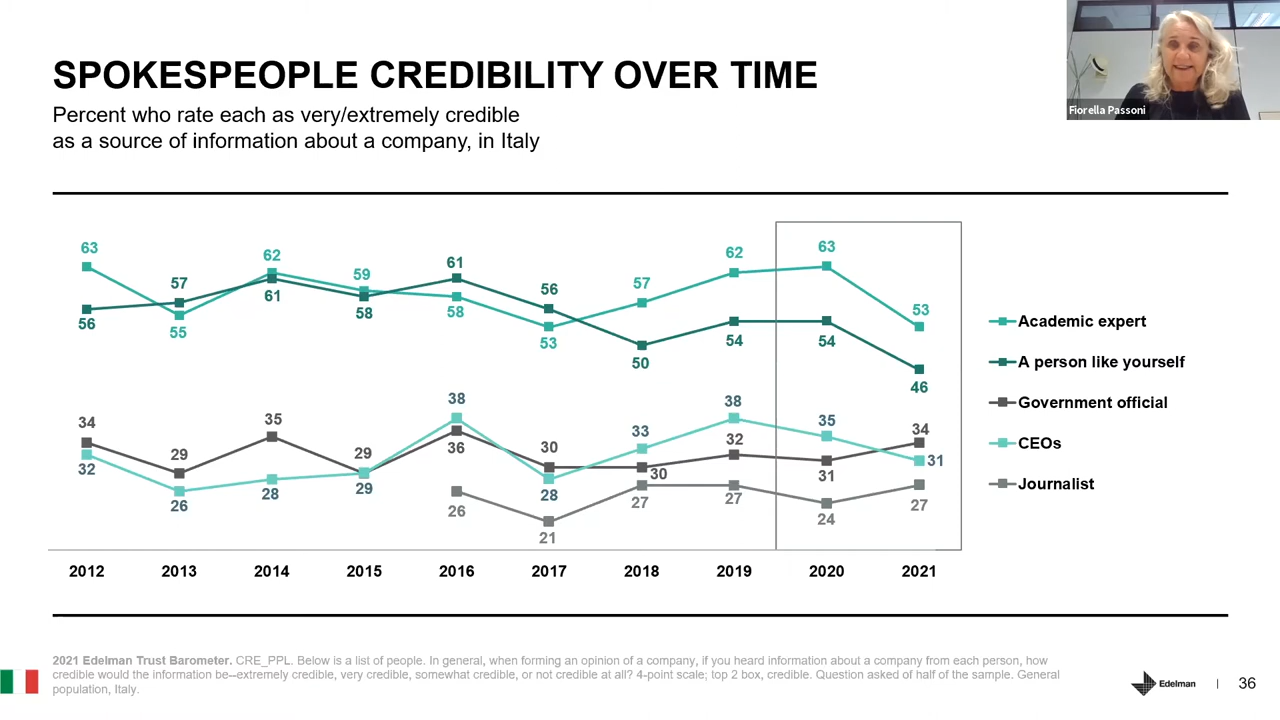 SPOKESPEOPLE CREDIBILITY OVER TIME
Percent who rate each as very/extremely credible
as a source of information about a company, in Italy
Fiorella Passoni
63 57 62 59 61 56 57 62 63 53
56 55 61 58 58 53 50 54 54 46
34 29 35 29 38 30 33 38 35 34
32 26 28 29 36 28 30 32 31 31
26 21 27 27 24 27
2012 2013 2014 2015 2016 2017 2018 2019 2020 2021
Academic expert
A person like yourself
Government official
CEOs
Journalist
2021 Edelman Trust Barometer. CRE_PPL. Below is a list of people. In general, when forming an opinion of a company, if you heard information about a company from each person, how
credible would the information be--extremely credible, very credible, somewhat credible, or not credible at all? 4-point scale; top 2 box, credible. Question asked of half of the sample. General
population, Italy.
Edelman | 36